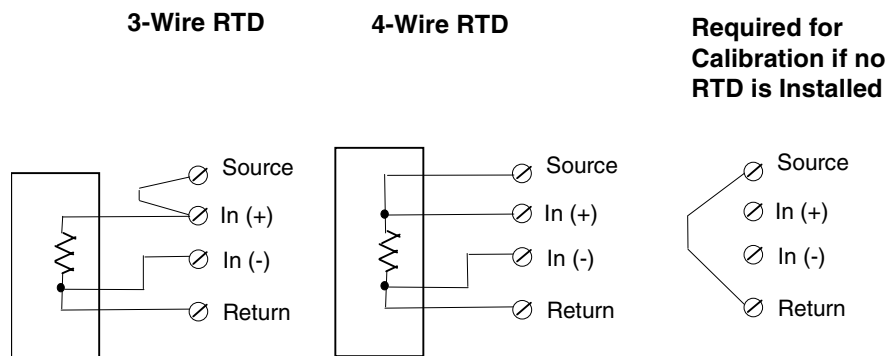 3-Wire RTD
4-Wire RTD
Required for
Calibration if no
RTD is Installed
Source
In (+)
In (-)
Return
Source
In (+)
In (-)
Return
Source
In (+)
In (-)
Return